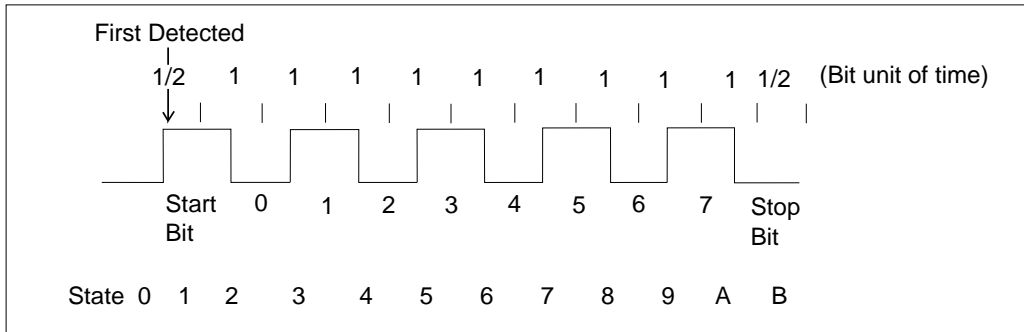 First Detected
1/2 1 1 1 1 1 1 1 1 1 1/2 (Bit unit of time)
Start Bit 0 1 2 3 4 5 6 7 Stop Bit
State 0 1 2 3 4 5 6 7 8 9 A B